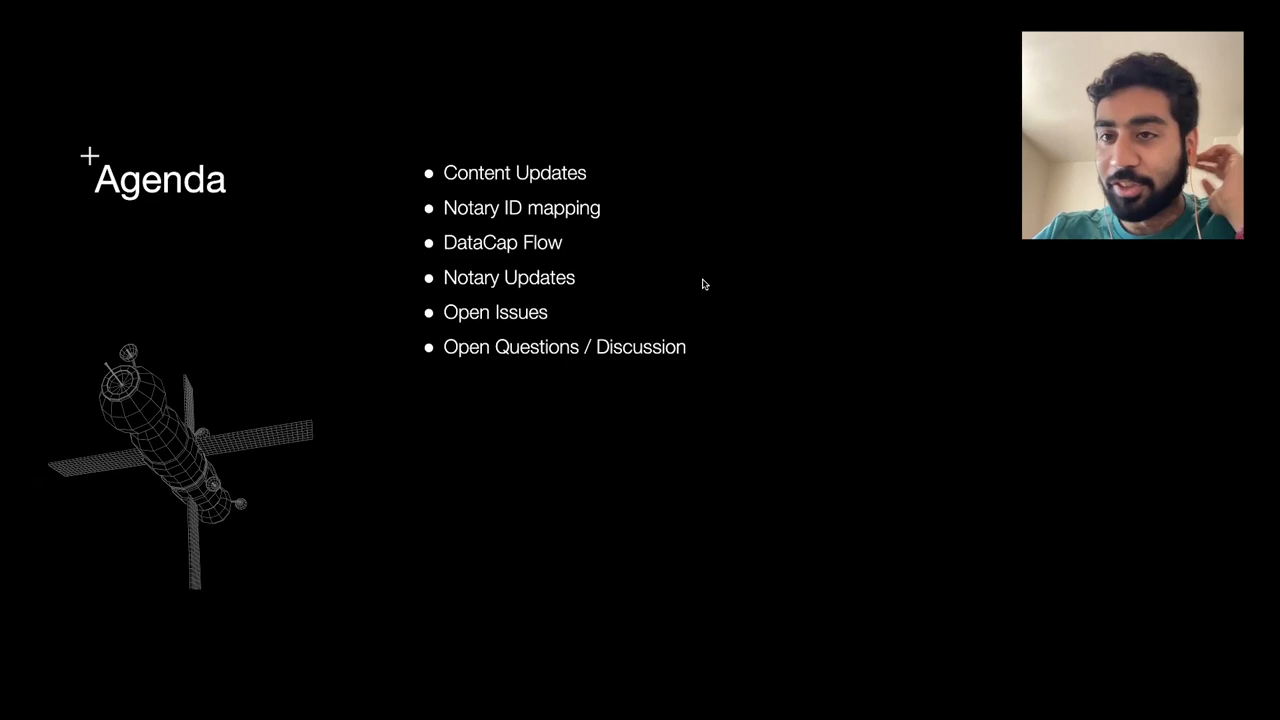 Agenda
Content Updates
Notary ID mapping
DataCap Flow
Notary Updates
Open Issues
Open Questions / Discussion